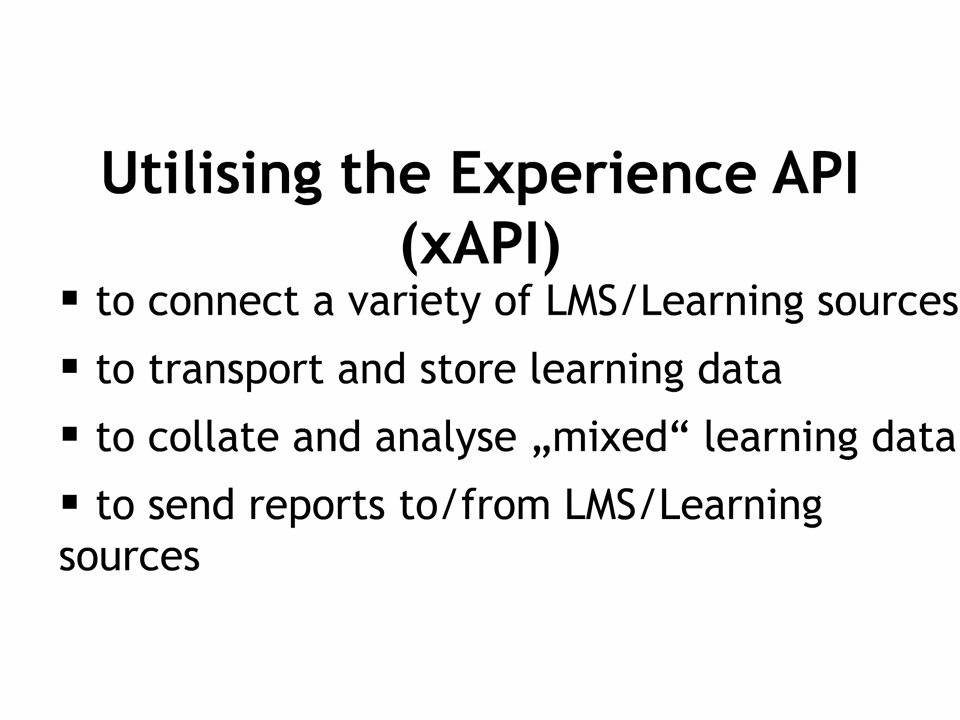 Utilising the Experience API
(xAPI)
▪ to connect a variety of LMS/Learning sources
▪ to transport and store learning data
▪ to collate and analyse „mixed“ learning data
▪ to send reports to/from LMS/Learning
sources